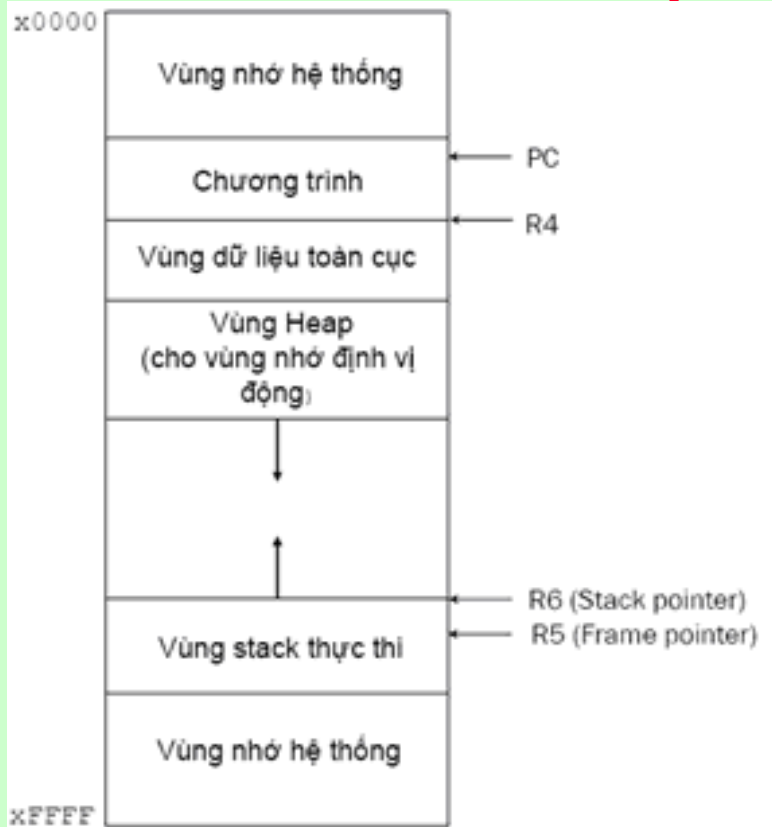 x0000
Vùng nhớ hệ thống
PC
Chương trình
R4
Vùng dữ liệu toàn cục
Vùng Heap
(cho vùng nhớ định vị
động)
R6 (Stack pointer)
R5 (Frame pointer)
Vùng stack thực thi
Vùng nhớ hệ thống
xFFFF